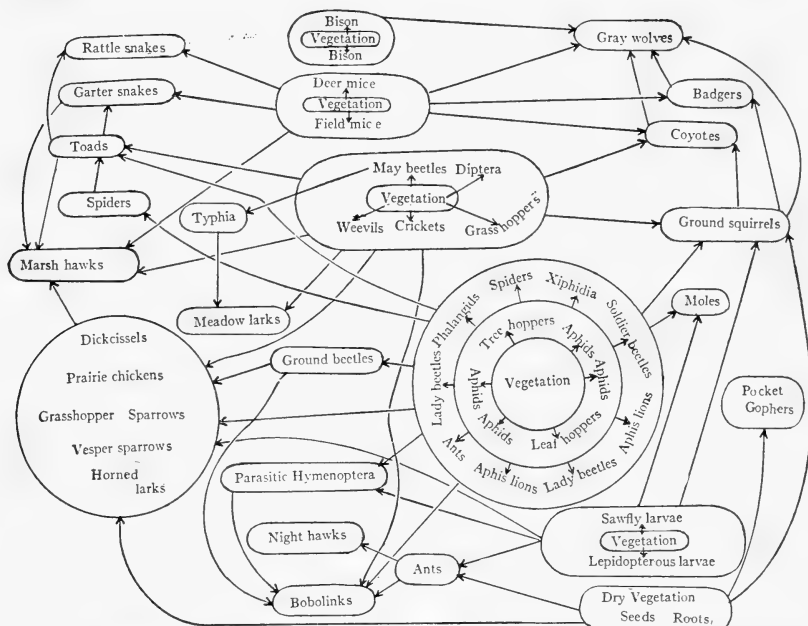 Bison
Vegetation
Bison
Gray wolves
Rattle snakes
Deer mice
Vegetation
Field mice
Garter snakes
Badgers
Toads
Coyotes
May beetles
Diptera
Vegetation
Weevils
Crickets
Grass hoppers
Spiders
Typhia
Ground squirrels
Marsh hawks
Meadow larks
Phalangids
Spiders
Xiphidia
Soldier beetles
Aphis lions
Lady beetles
Aphis lions
Ants
Lady beetles
Tree hoppers
Aphids
Aphids
Leaf hoppers
Aphids
Aphids
Vegetation
Moles
Dickcissels
Prairie chickens
Grasshopper Sparrows
Vesper sparrows
Horned
larks
Ground beetles
Pocket
Gophers
Parasitic Hymenoptera
Sawfly larvae
Vegetation
Lepidopterous larvae
Night hawks
Ants
Bobolinks
Dry Vegetation
Seeds Roots,